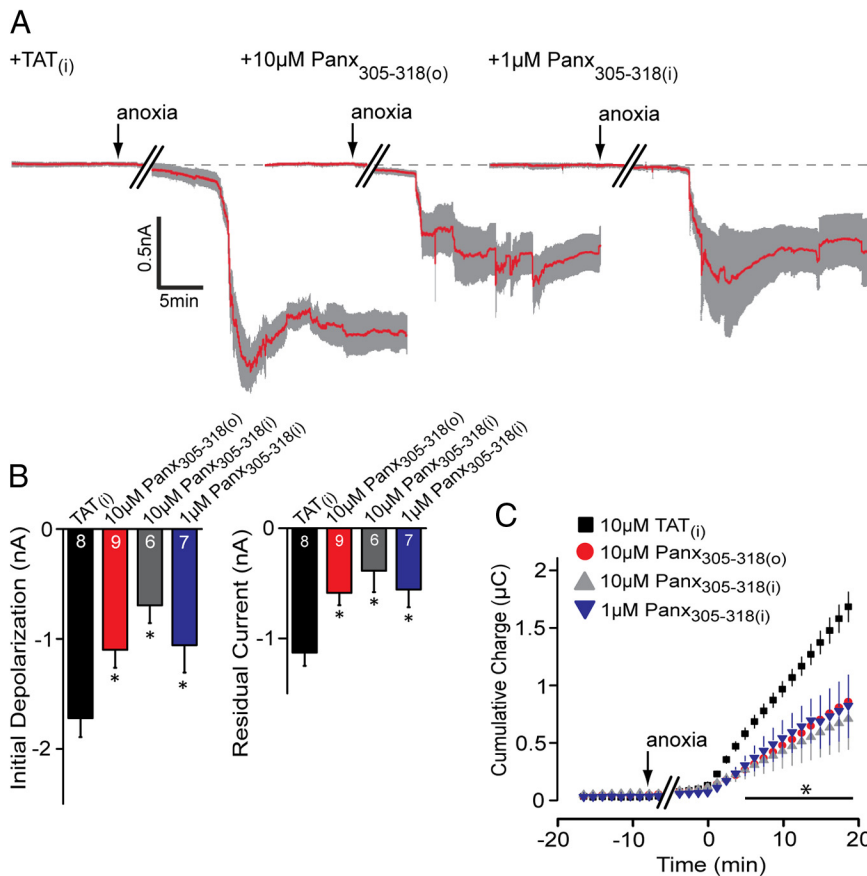 A
+TAT(i)
+10μM Panx305-318(o)
+1μM Panx305-318(i)
anoxia
anoxia
anoxia
0.5nA
5min
B
TAT(i)
10μM Panx305-318(o)
10μM Panx305-318(i)
1μM Panx305-318(i)
0
8
9
6
7
-1
-2
* * *
Initial Depolarization (nA)
TAT(i)
10μM Panx305-318(o)
10μM Panx305-318(i)
1μM Panx305-318(i)
0
8
9
6
7
-1
* * *
Residual Current (nA)
C
10μM TAT(i)
10μM Panx305-318(o)
10μM Panx305-318(i)
1μM Panx305-318(i)
Cumulative Charge (μC)
2
1.5
1
0.5
0
anoxia
*
-20 -10 0 10 20
Time (min)